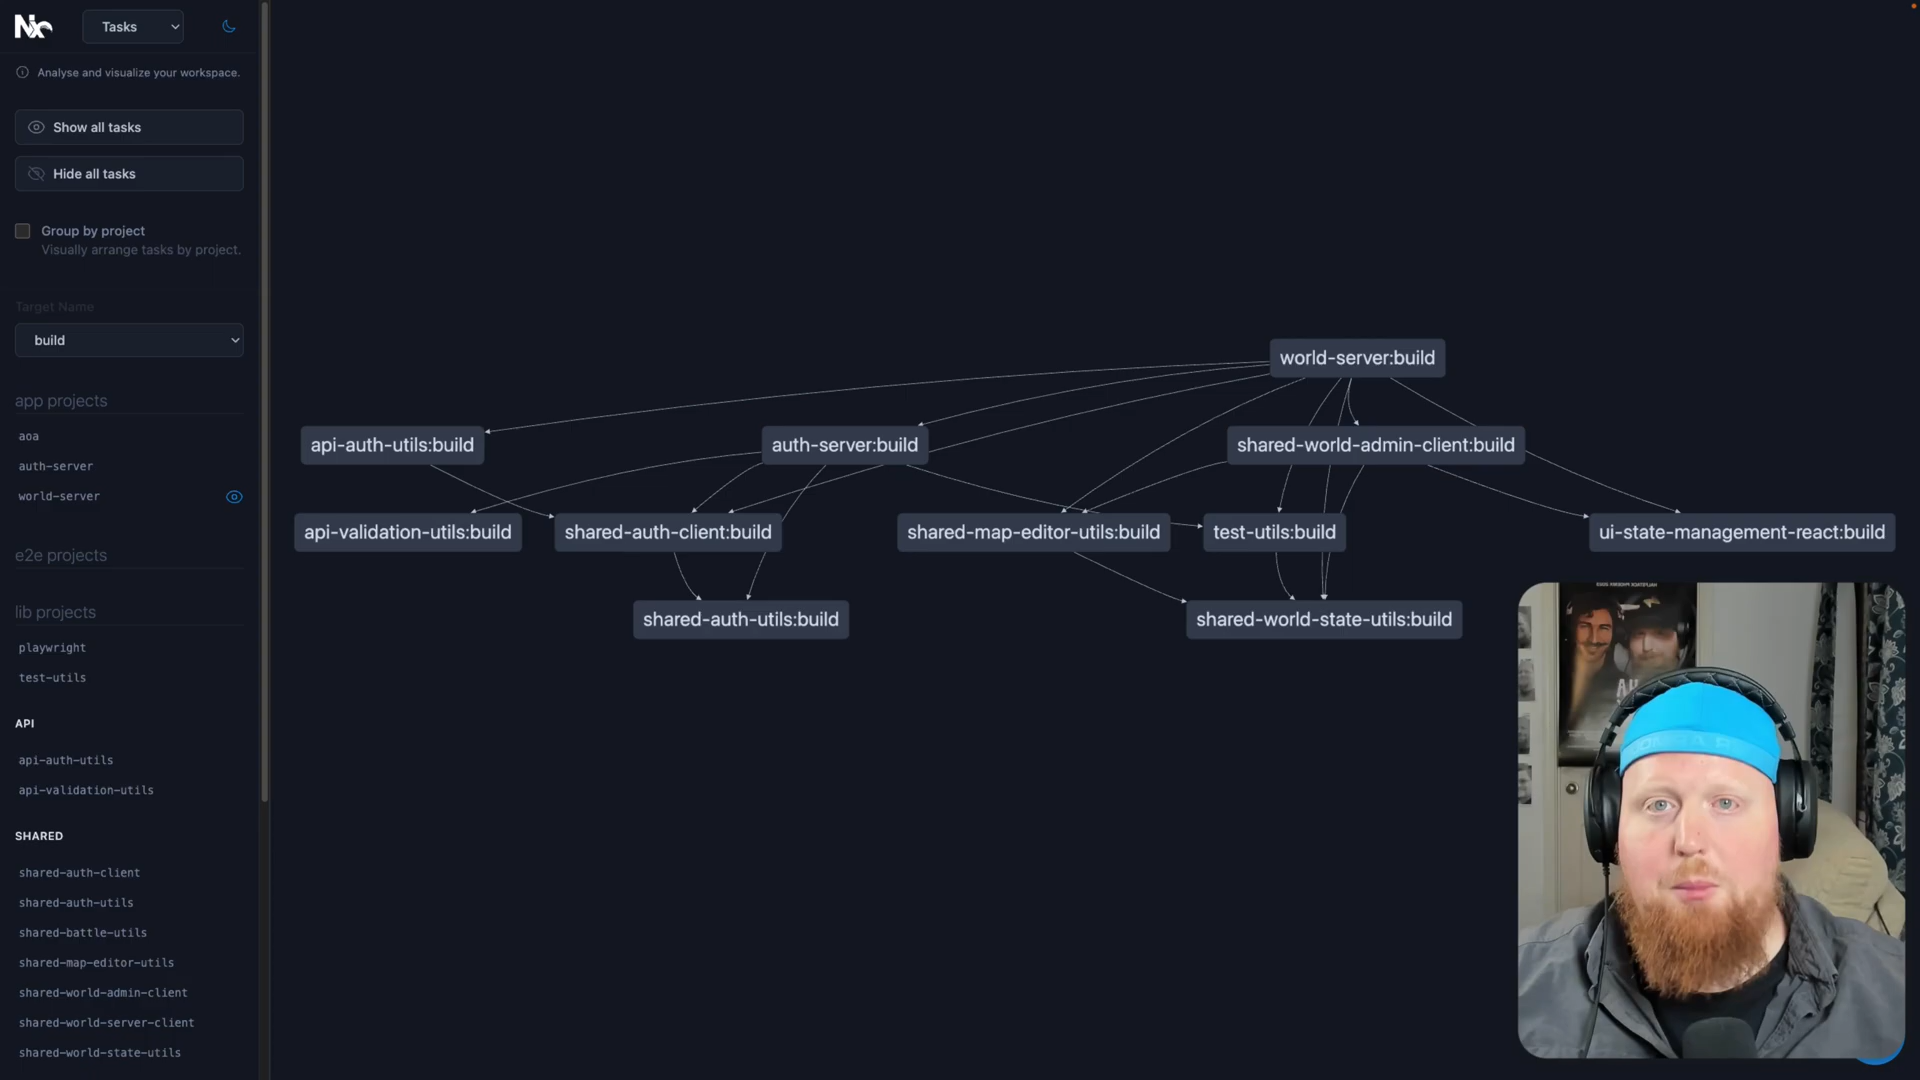 Nx
Tasks
Analyse and visualize your workspace.
Show all tasks
Hide all tasks
Group by project
Visually arrange tasks by project.
Target Name
build
app projects
aoa
auth-server
world-server
e2e projects
lib projects
playwright
test-utils
API
api-auth-utils
api-validation-utils
SHARED
shared-auth-client
shared-auth-utils
shared-battle-utils
shared-map-editor-utils
shared-world-admin-client
shared-world-server-client
shared-world-state-utils
world-server:build
api-auth-utils:build
auth-server:build
shared-world-admin-client:build
api-validation-utils:build
shared-auth-client:build
shared-map-editor-utils:build
test-utils:build
ui-state-management-react:build
shared-auth-utils:build
shared-world-state-utils:build